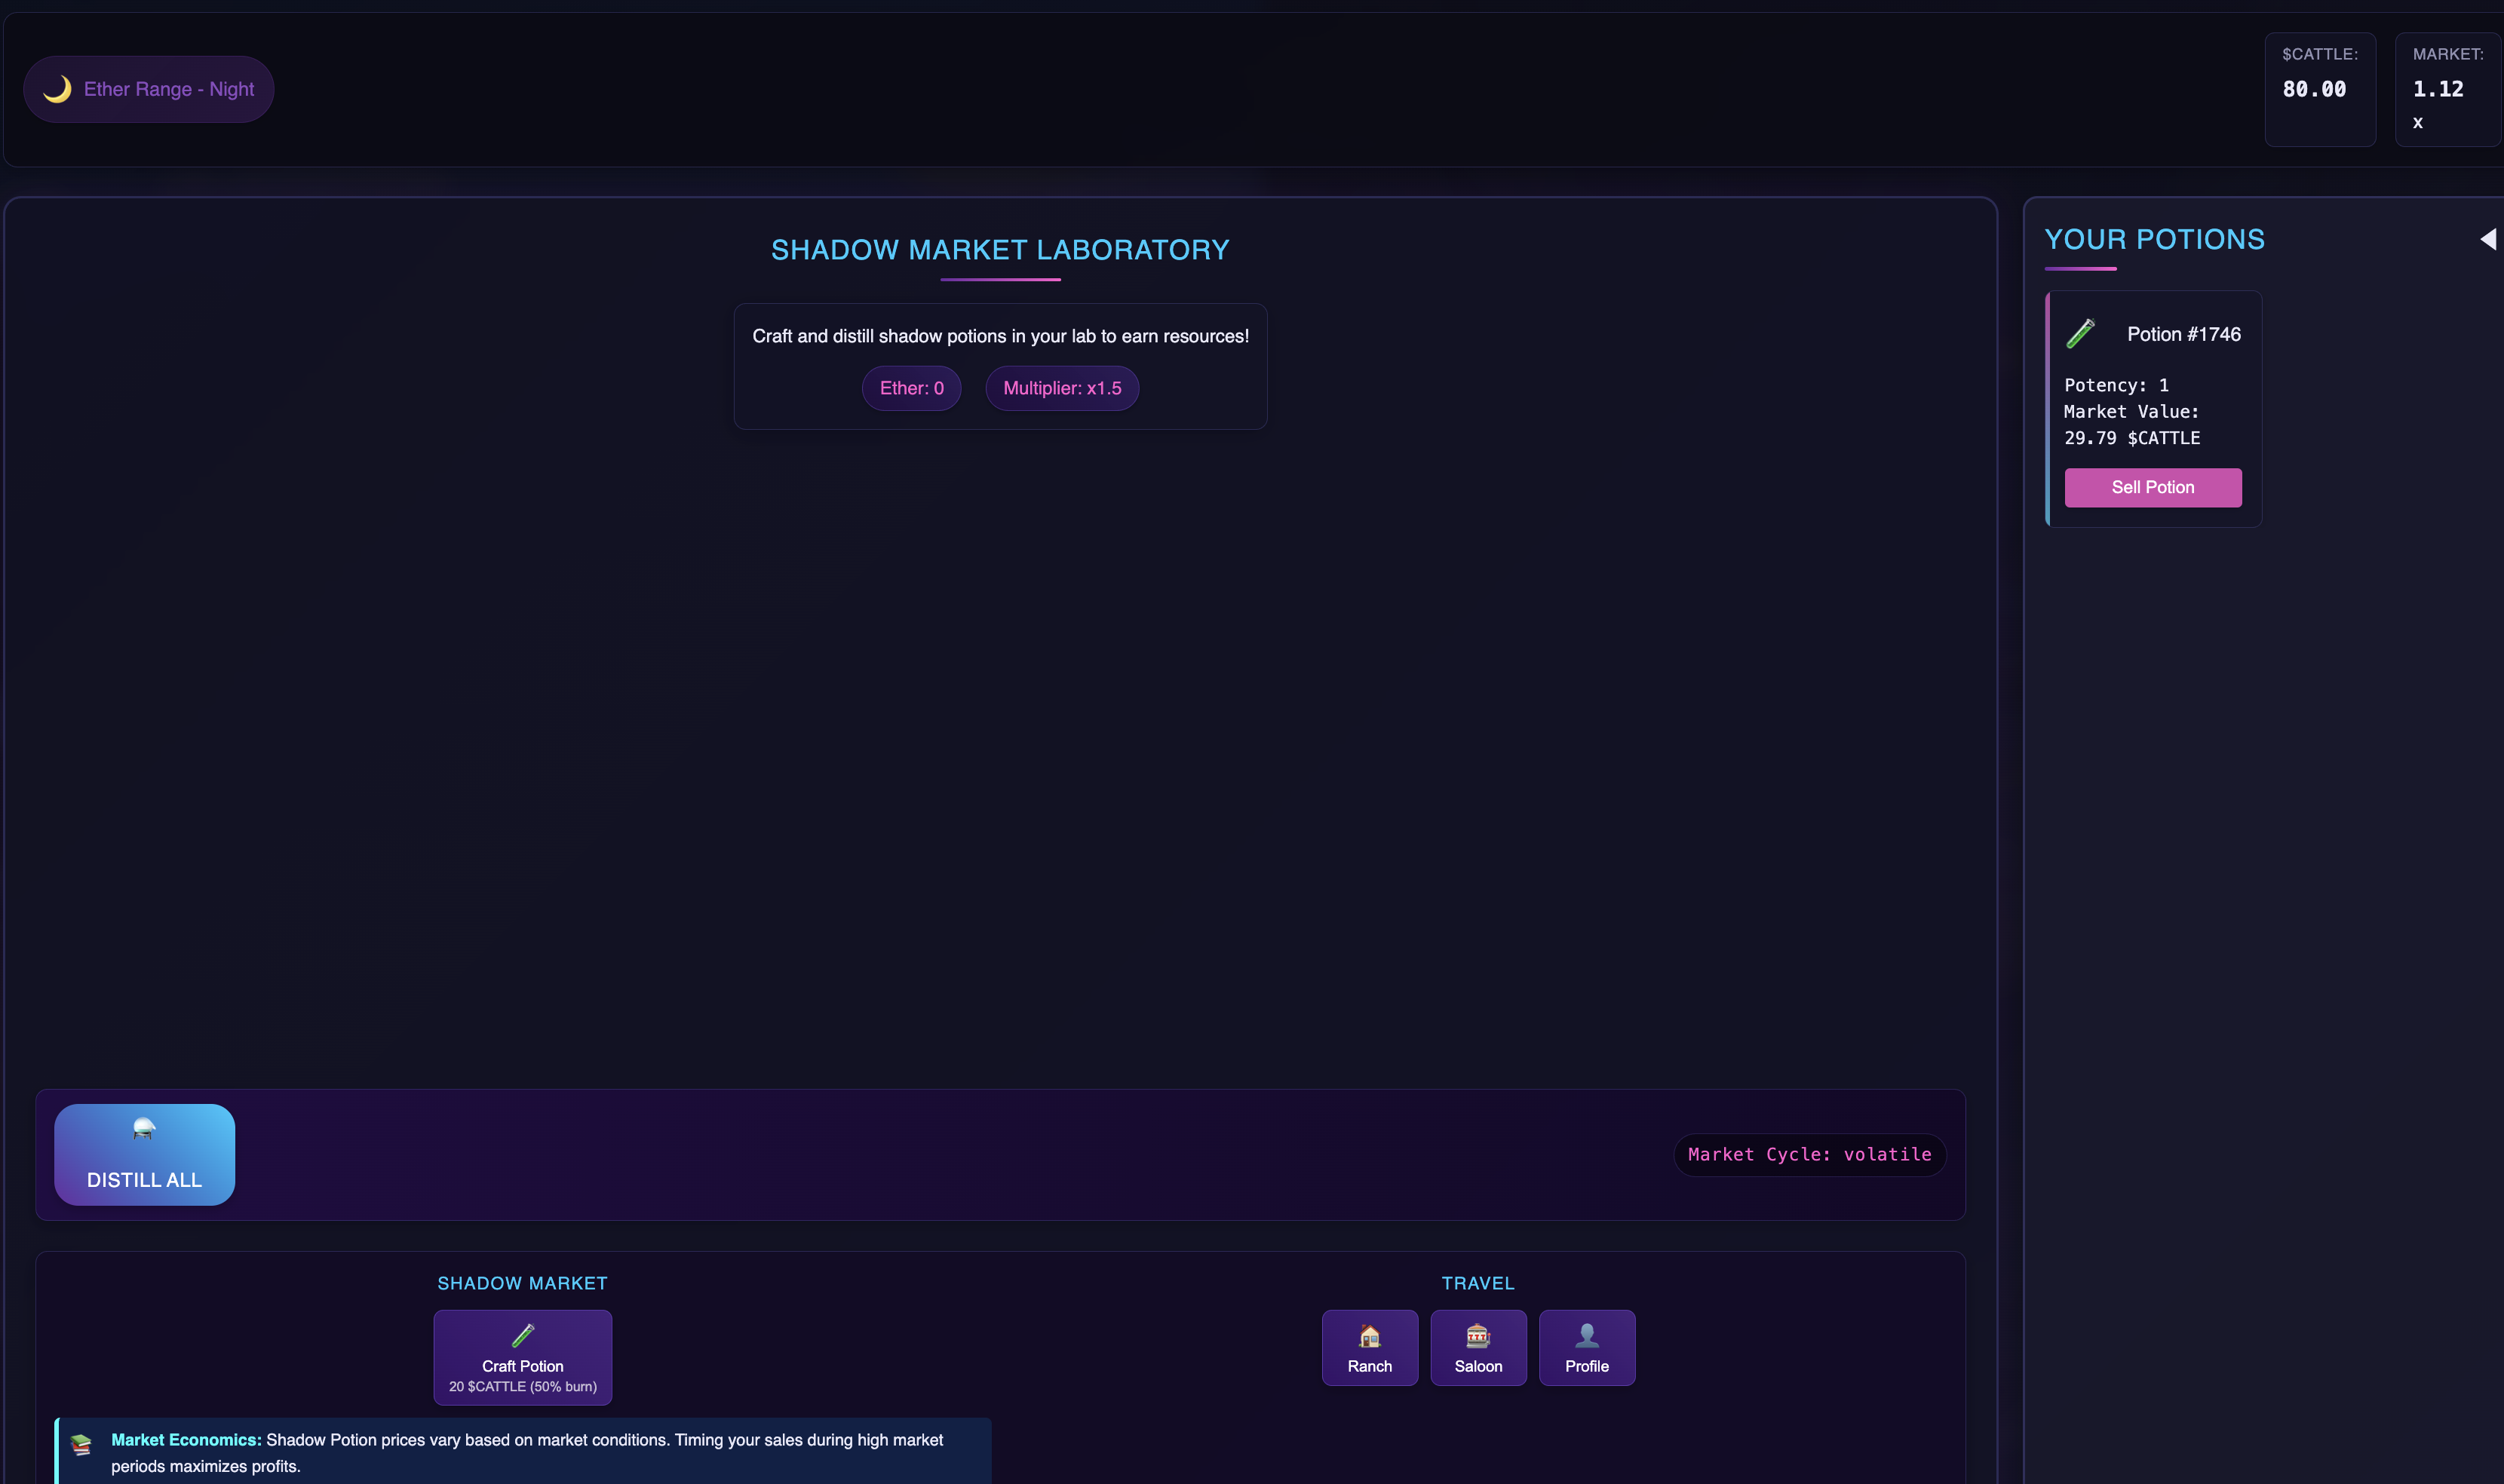 Ether Range - Night
$CATTLE:
80.00
MARKET:
1.12
x
SHADOW MARKET LABORATORY
Craft and distill shadow potions in your lab to earn resources!
Ether: 0
Multiplier: x1.5
YOUR POTIONS
Potion #1746
Potency: 1
Market Value:
29.79 $CATTLE
Sell Potion
DISTILL ALL
Market Cycle: volatile
SHADOW MARKET
Craft Potion
20 $CATTLE (50% burn)
TRAVEL
Ranch
Saloon
Profile
Market Economics: Shadow Potion prices vary based on market conditions. Timing your sales during high market
periods maximizes profits.